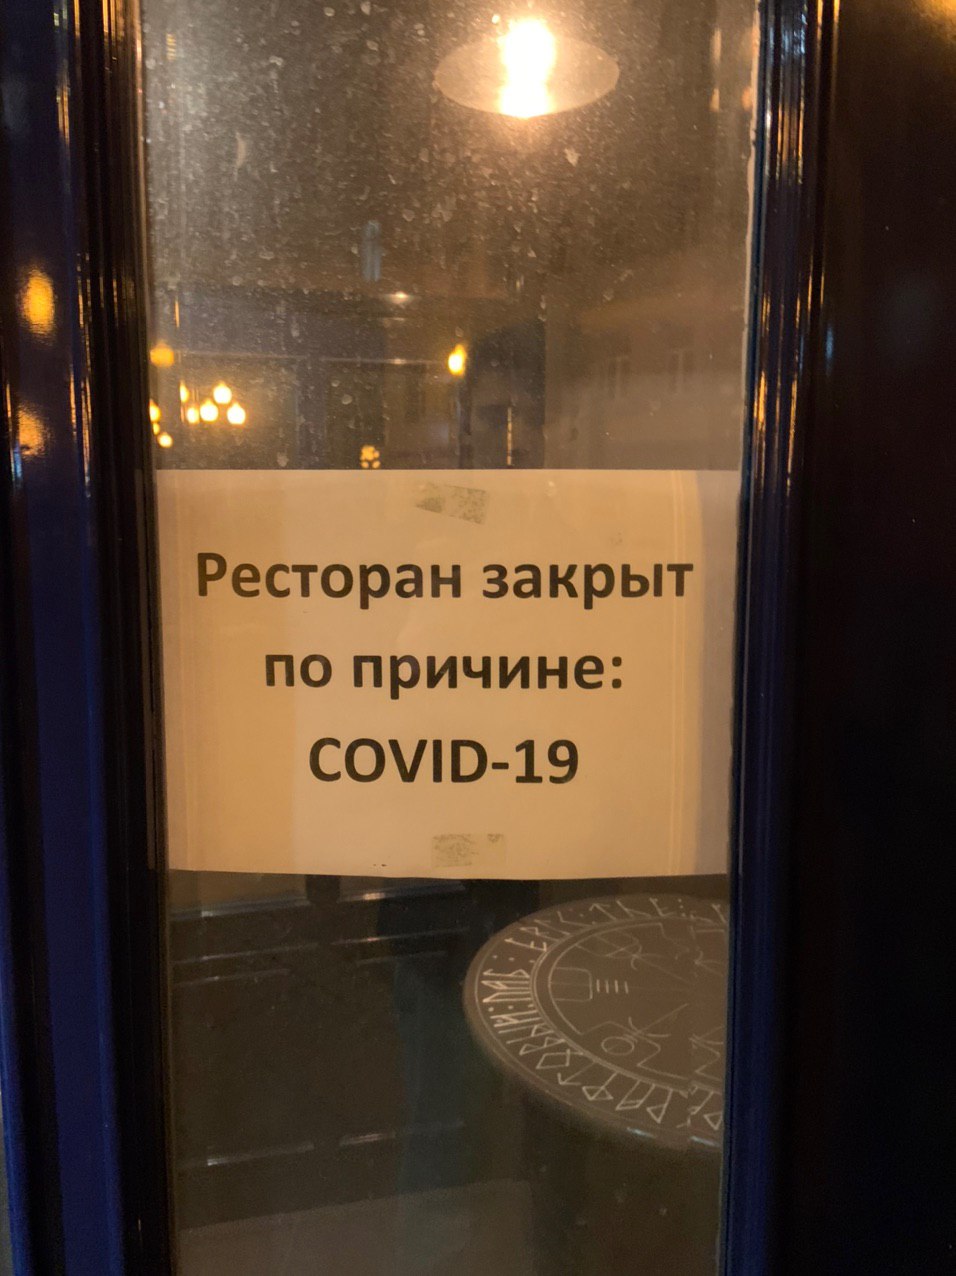 Ресторан закрыт
по причине:
COVID-19